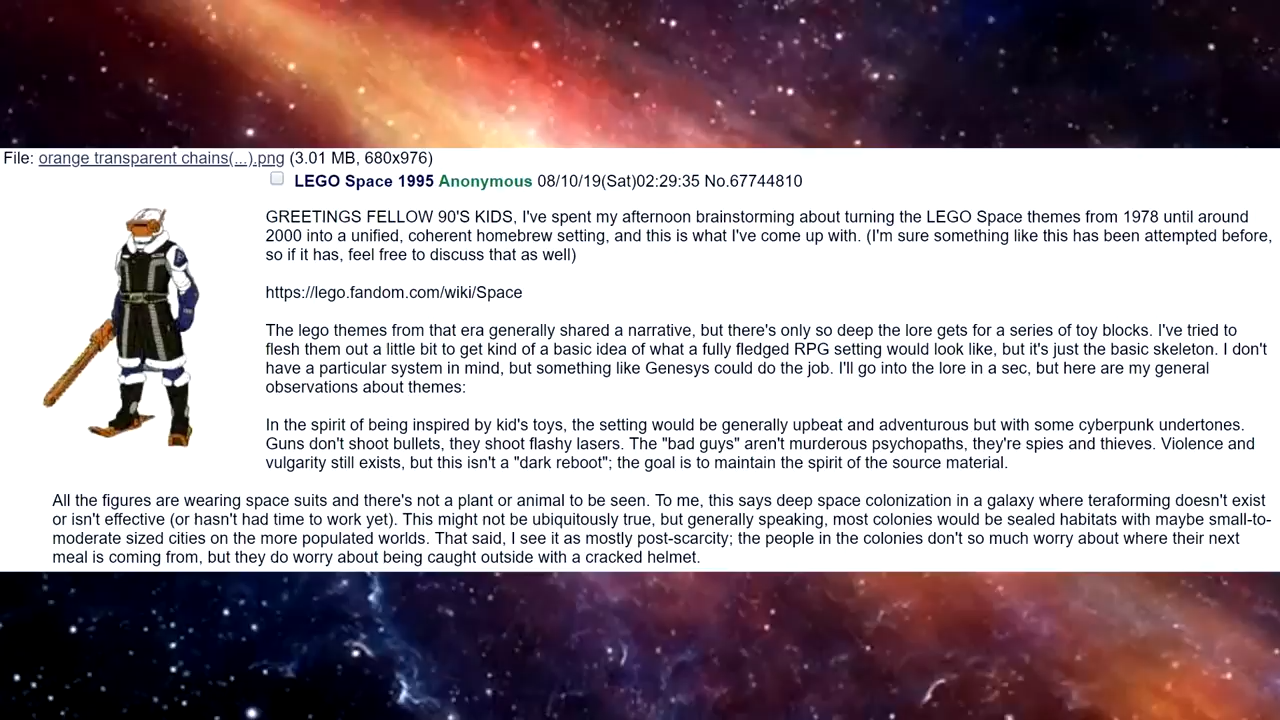 File: orange transparent chains(...).png (3.01 MB, 680x976)
LEGO Space 1995 Anonymous 08/10/19(Sat)02:29:35 No.67744810
GREETINGS FELLOW 90'S KIDS, I've spent my afternoon brainstorming about turning the LEGO Space themes from 1978 until around
2000 into a unified, coherent homebrew setting, and this is what I've come up with. (I'm sure something like this has been attempted before,
so if it has, feel free to discuss that as well)
https://lego.fandom.com/wiki/Space
The lego themes from that era generally shared a narrative, but there's only so deep the lore gets for a series of toy blocks. I've tried to
flesh them out a little bit to get kind of a basic idea of what a fully fledged RPG setting would look like, but it's just the basic skeleton. I don't
have a particular system in mind, but something like Genesys could do the job. I'll go into the lore in a sec, but here are my general
observations about themes:
In the spirit of being inspired by kid's toys, the setting would be generally upbeat and adventurous but with some cyberpunk undertones.
Guns don't shoot bullets, they shoot flashy lasers. The "bad guys" aren't murderous psychopaths, they're spies and thieves. Violence and
vulgarity still exists, but this isn't a "dark reboot"; the goal is to maintain the spirit of the source material.
All the figures are wearing space suits and there's not a plant or animal to be seen. To me, this says deep space colonization in a galaxy where teraforming doesn't exist
or isn't effective (or hasn't had time to work yet). This might not be ubiquitously true, but generally speaking, most colonies would be sealed habitats with maybe small-to-
moderate sized cities on the more populated worlds. That said, I see it as mostly post-scarcity; the people in the colonies don't so much worry about where their next
meal is coming from, but they do worry about being caught outside with a cracked helmet.